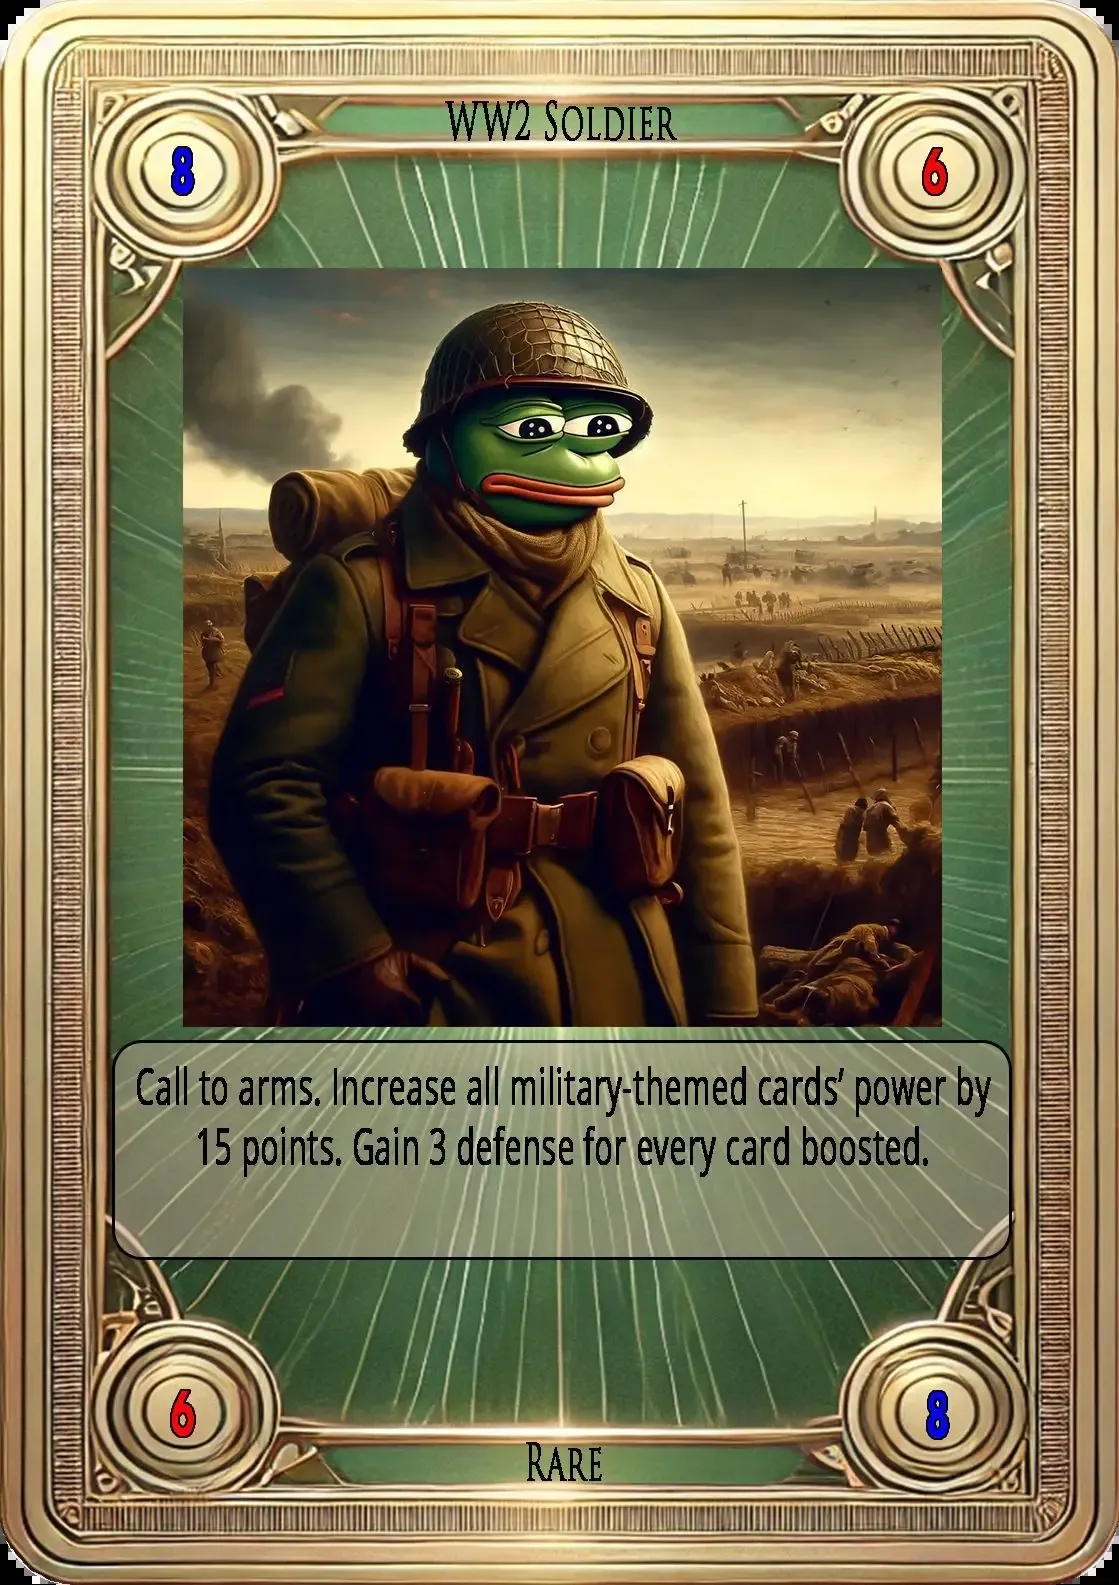 WW2 Soldier
8
6
Call to arms. Increase all military-themed cards’ power by
15 points. Gain 3 defense for every card boosted.
6
8
Rare